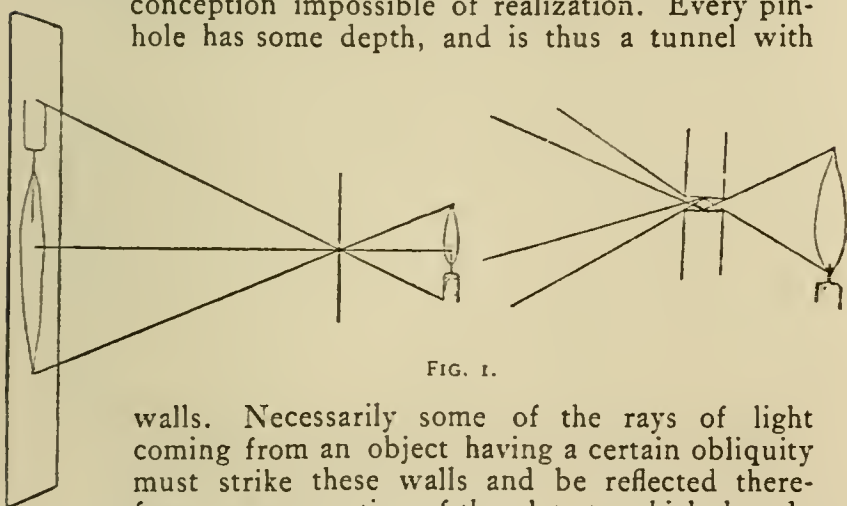 conception impossible of realization. Every pin-
hole has some depth, and is thus a tunnel with
FIG. 1.
walls. Necessarily some of the rays of light
coming from an object having a certain obliquity
must strike these walls and be reflected there-